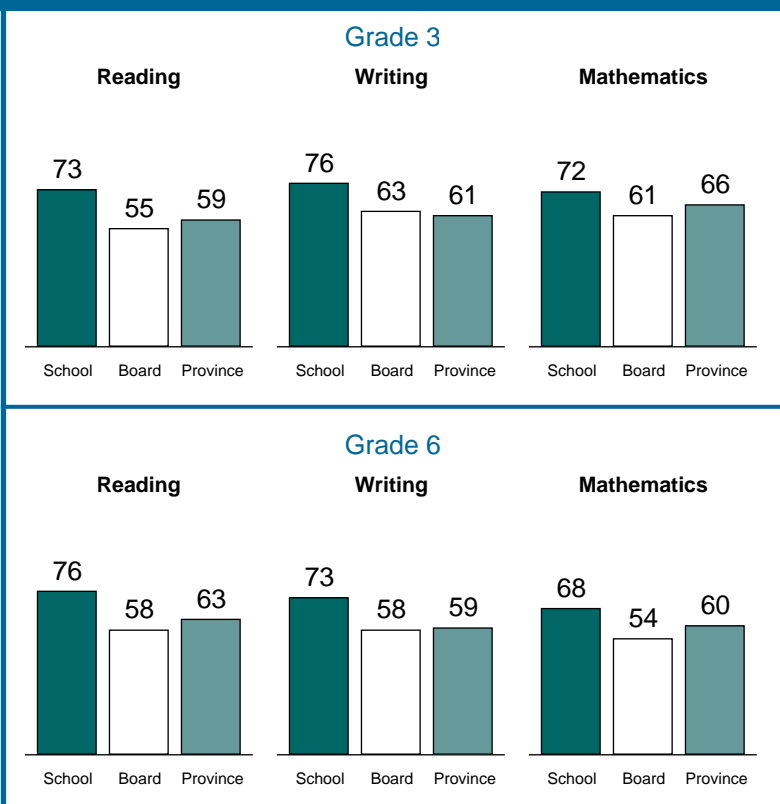 Grade 3
Reading Writing Mathematics
73 55 59 76 63 61 72 61 66
School Board Province School Board Province School Board Province
Grade 6
Reading Writing Mathematics
76 58 63 73 58 59 68 54 60
School Board Province School Board Province School Board Province